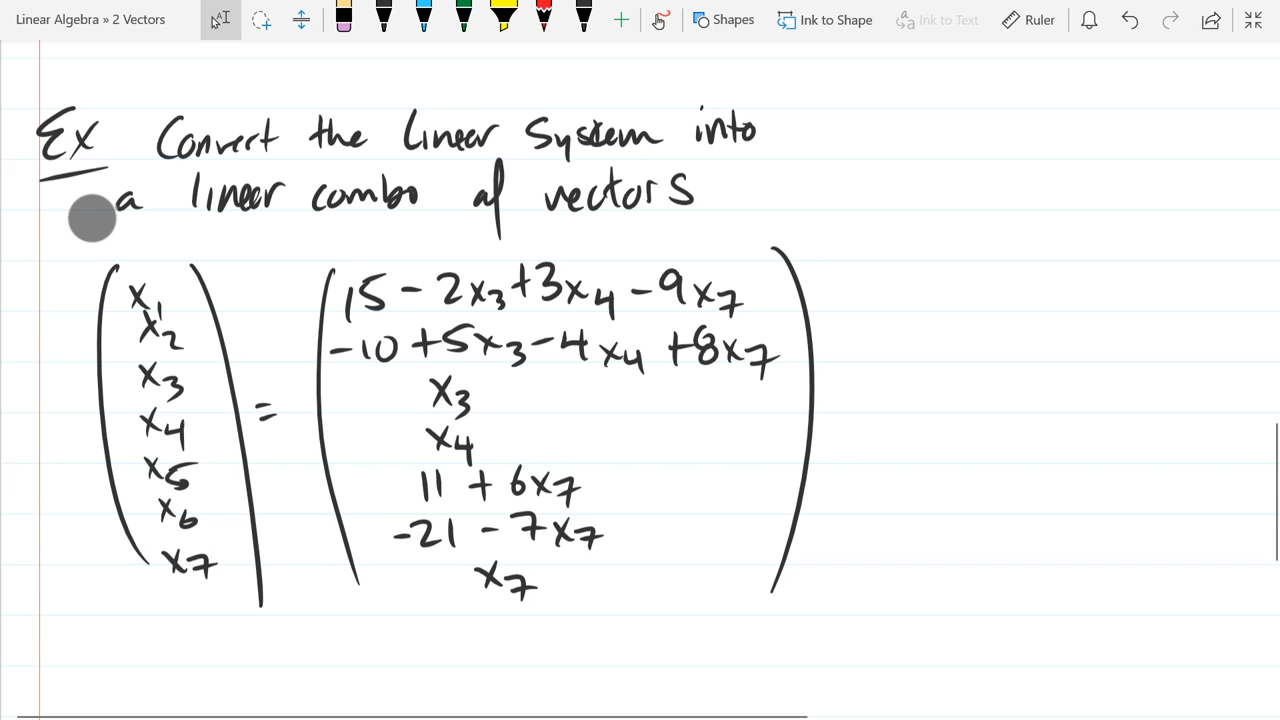 Linear Algebra » 2 Vectors
Shapes
Ink to Shape
Ink to Text
Ruler
Ex Convert the linear system into
a linear combo of vectors
x₁
x₂
x₃
x₄
x₅
x₆
x₇
=
15 - 2x₃ + 3x₄ - 9x₇
-10 + 5x₃ - 4x₄ + 8x₇
x₃
x₄
11 + 6x₇
-21 - 7x₇
x₇